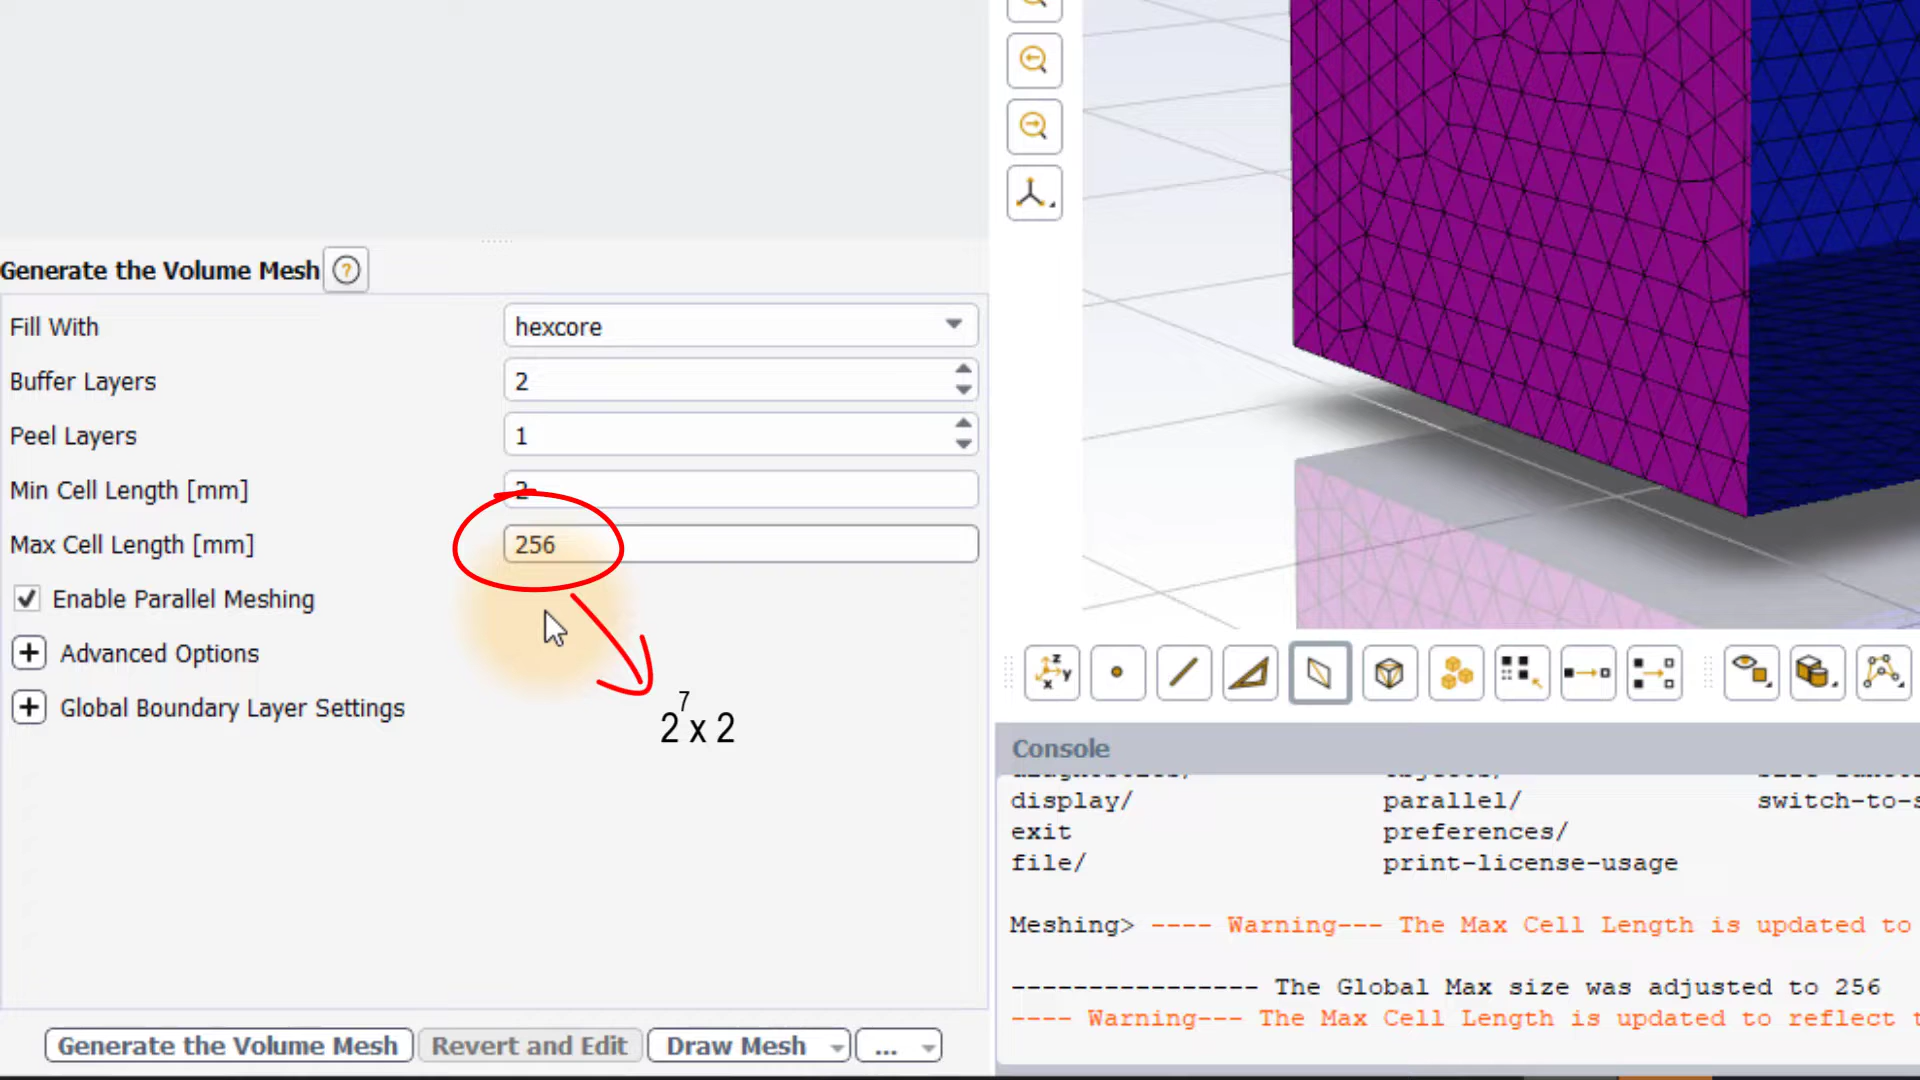 Generate the Volume Mesh ?
Fill With hexcore
Buffer Layers 2
Peel Layers 1
Min Cell Length [mm] 2
Max Cell Length [mm] 256
Enable Parallel Meshing
+ Advanced Options
+ Global Boundary Layer Settings
2⁷ x 2
Generate the Volume Mesh Revert and Edit Draw Mesh ...
z
y
x
Console
display/ parallel/ switch-to-s
exit preferences/
file/ print-license-usage
Meshing> ---- Warning--- The Max Cell Length is updated to
---------------- The Global Max size was adjusted to 256
---- Warning--- The Max Cell Length is updated to reflect t